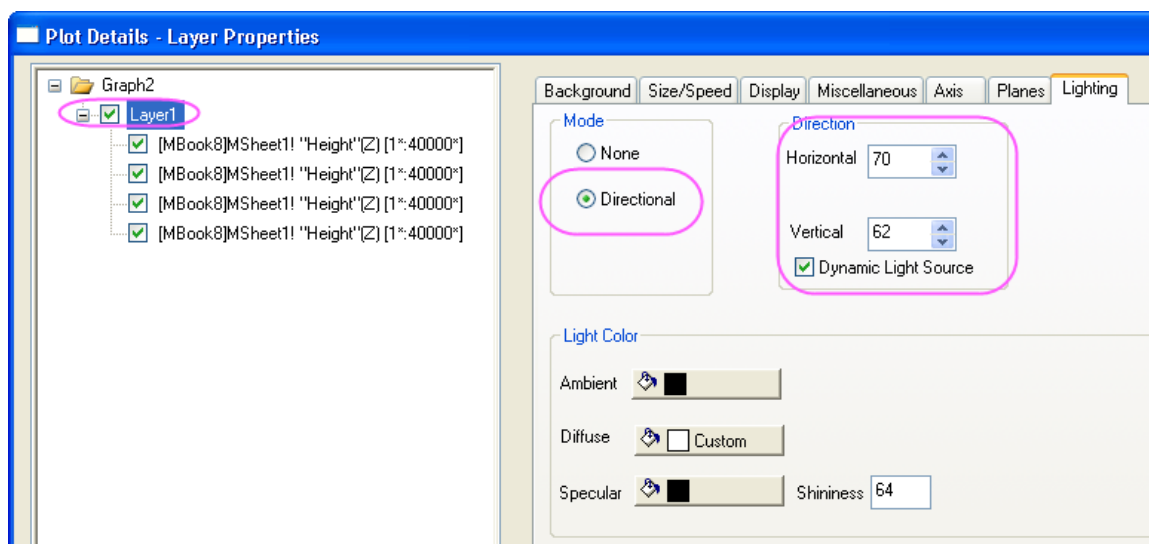 Plot Details - Layer Properties
Graph2
Layer1
[MBook8]MSheet1! "Height"(Z) [1*:40000*]
[MBook8]MSheet1! "Height"(Z) [1*:40000*]
[MBook8]MSheet1! "Height"(Z) [1*:40000*]
[MBook8]MSheet1! "Height"(Z) [1*:40000*]
Background Size/Speed Display Miscellaneous Axis Planes Lighting
Mode
None
Directional
Direction
Horizontal 70
Vertical 62
Dynamic Light Source
Light Color
Ambient
Diffuse Custom
Specular Shininess 64